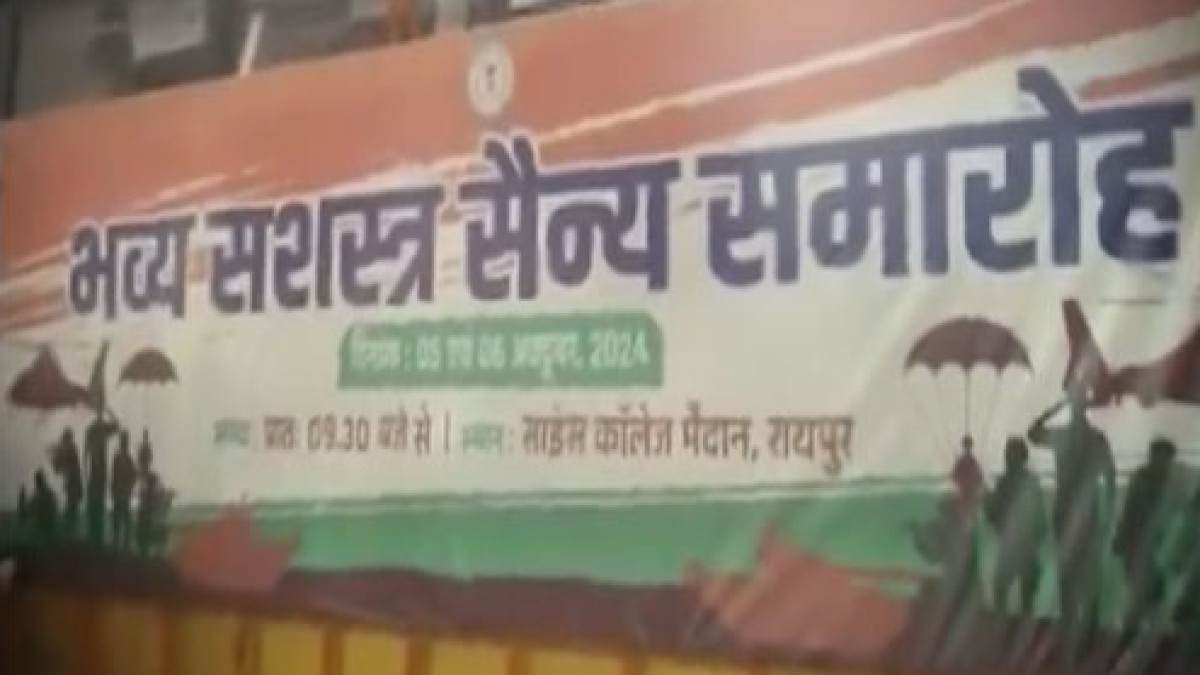 भव्य सशस्त्र सैन्य समारोह
दिनांक : 05 एवं 06 अक्टूबर, 2024
समय : प्रातः 09.30 बजे से | स्थान : साइंस कॉलेज मैदान, रायपुर